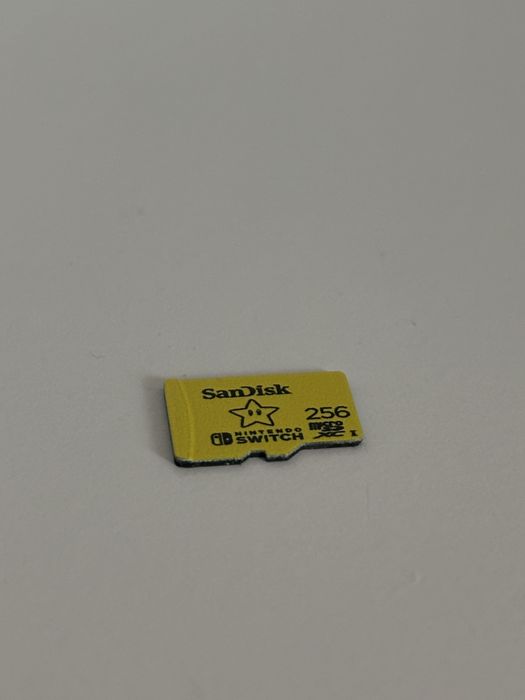 SanDisk
256
NINTENDO
SWITCH
micro
SD
XC I